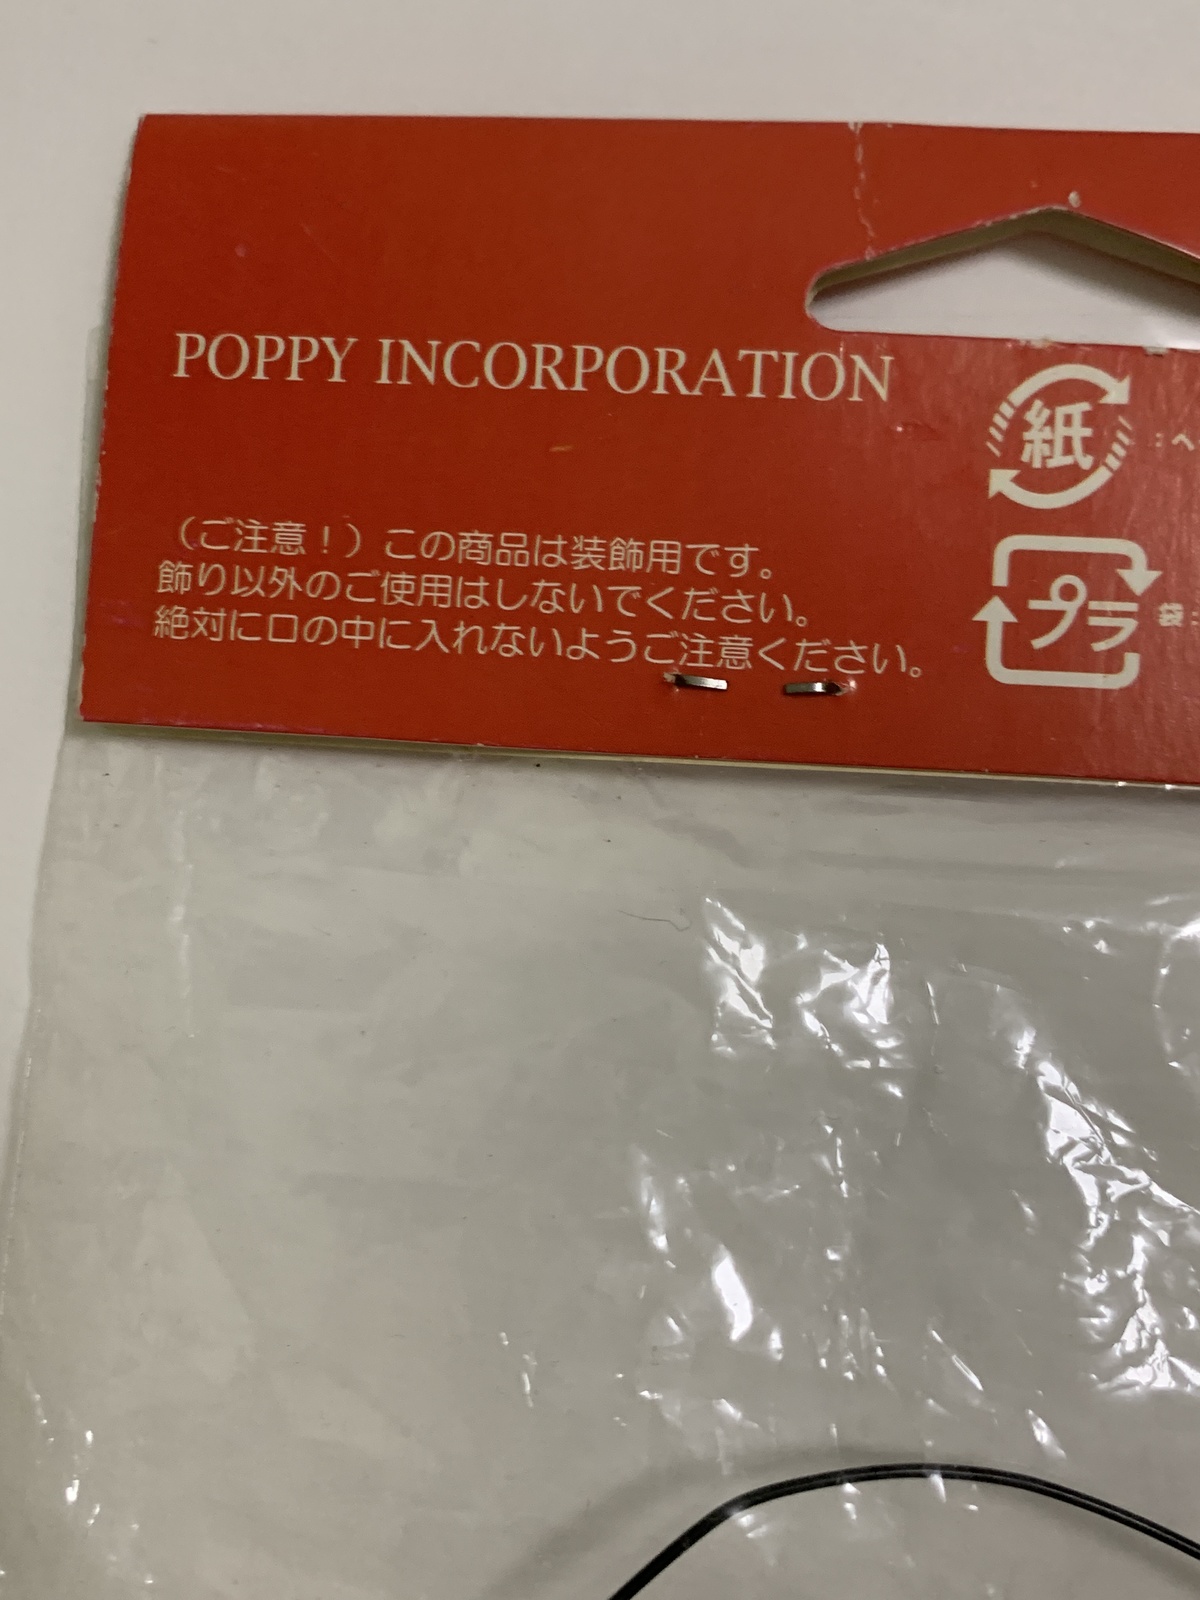 POPPY INCORPORATION
（ご注意！）この商品は装飾用です。
飾り以外のご使用はしないでください。
絶対に口の中に入れないようご注意ください。
紙 : ヘ
プラ 袋: